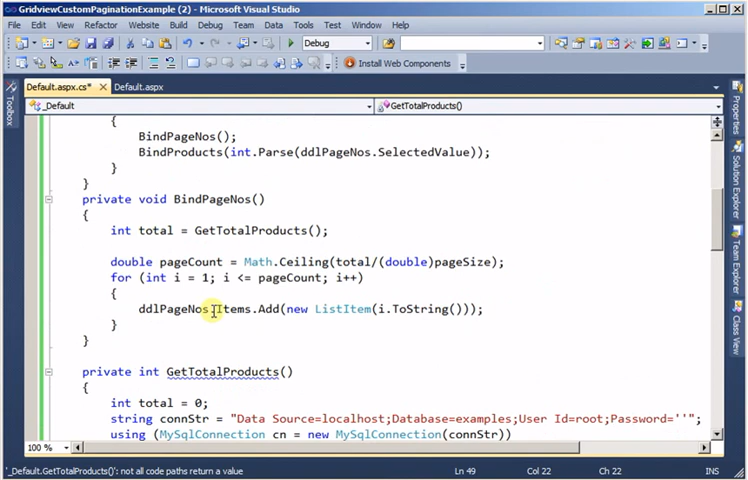 GridviewCustomPaginationExample (2) - Microsoft Visual Studio
File Edit View Refactor Website Build Debug Team Data Tools Test Window Help
Debug
Install Web Components
Default.aspx.cs* Default.aspx
_Default GetTotalProducts()
Toolbox
Properties
Solution Explorer
Server Explorer
Class View
{
BindPageNos();
BindProducts(int.Parse(ddlPageNos.SelectedValue));
}
}
private void BindPageNos()
{
int total = GetTotalProducts();
double pageCount = Math.Ceiling(total/(double)pageSize);
for (int i = 1; i <= pageCount; i++)
{
ddlPageNos.Items.Add(new ListItem(i.ToString()));
}
}
private int GetTotalProducts()
{
int total = 0;
string connStr = "Data Source=localhost;Database=examples;User Id=root;Password=''";
using (MySqlConnection cn = new MySqlConnection(connStr))
100 %
'_Default.GetTotalProducts()': not all code paths return a value Ln 49 Col 22 Ch 22 INS